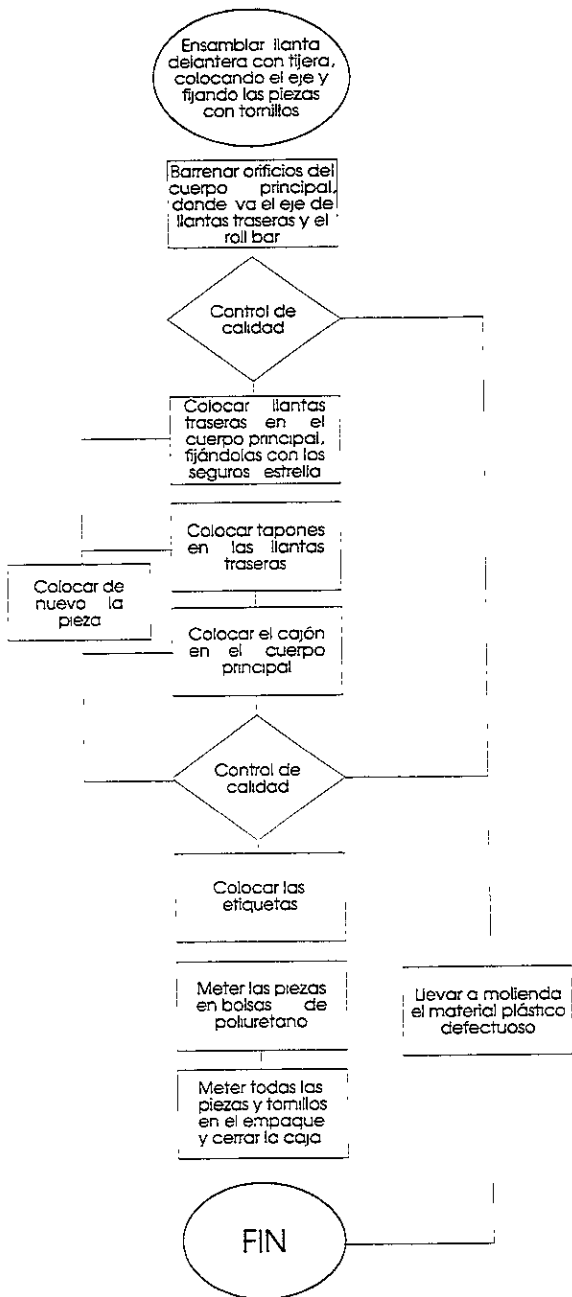 Ensamblar llanta
delantera con tijera,
colocando el eje y
fijando las piezas
con tornillos
Barrenar orificios del
cuerpo principal,
donde va el eje de
llantas traseras y el
roll bar
Control de
calidad
Colocar llantas
traseras en el
cuerpo principal,
fijándolas con los
seguros estrella
Colocar tapones
en las llantas
traseras
Colocar de
nuevo la
pieza
Colocar el cajón
en el cuerpo
principal
Control de
calidad
Colocar las
etiquetas
Meter las piezas
en bolsas de
poliuretano
Llevar a molienda
el material plástico
defectuoso
Meter todas las
piezas y tornillos
en el empaque
y cerrar la caja
FIN